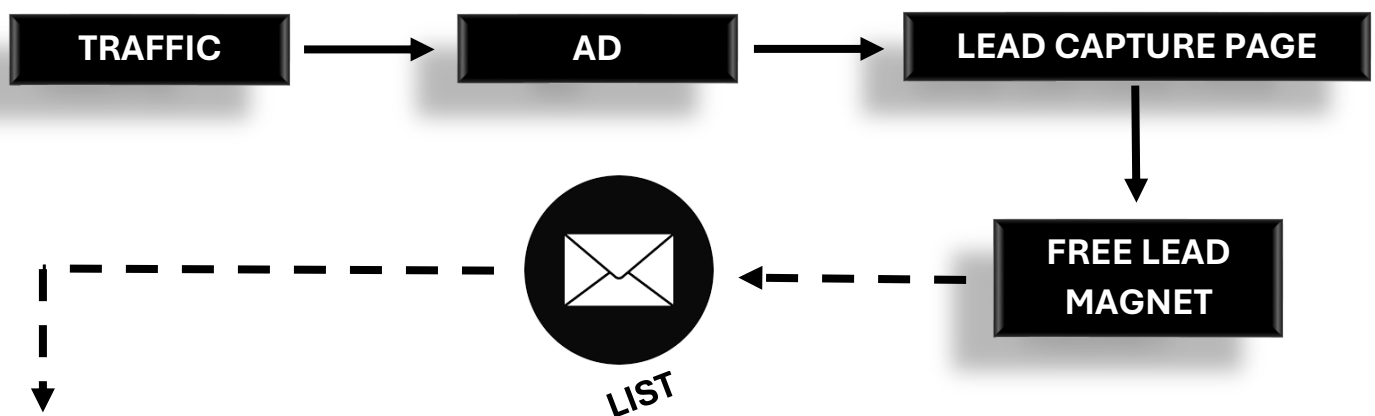 TRAFFIC
AD
LEAD CAPTURE PAGE
FREE LEAD
MAGNET
LIST